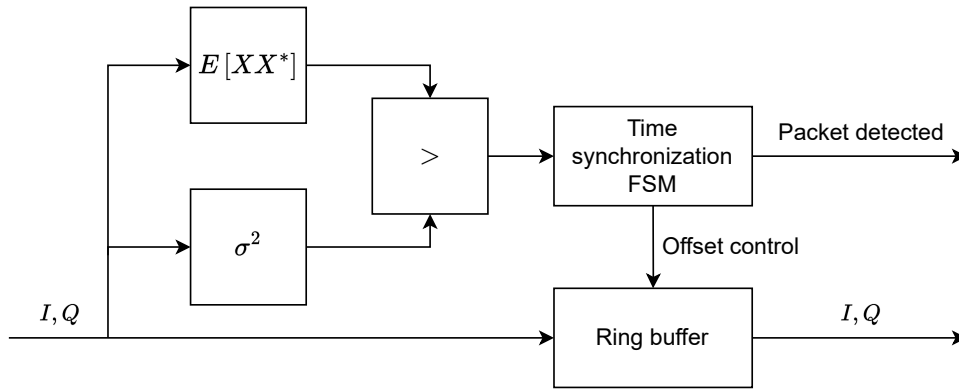 E[XX*]
>
Time
synchronization
FSM
Packet detected
σ²
Offset control
I, Q
Ring buffer
I, Q